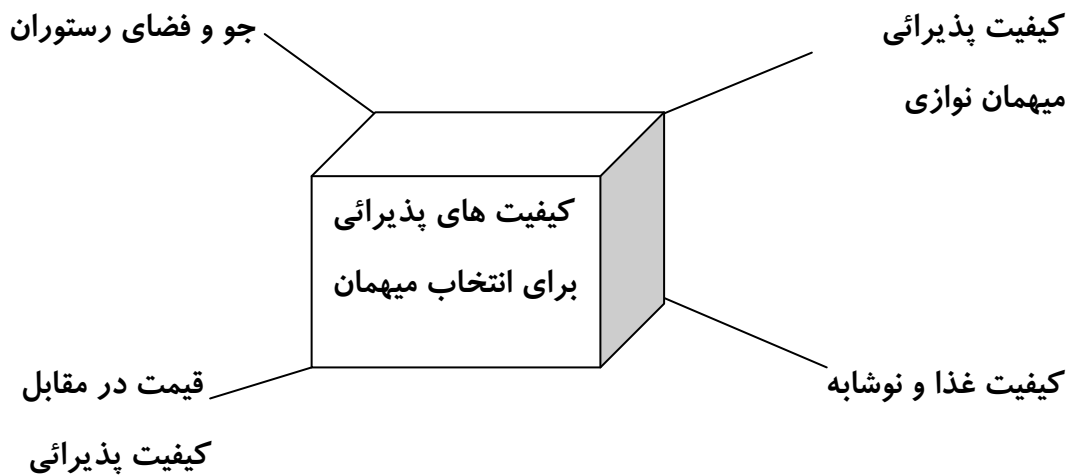 کیفیت پذیرائی
میهمان نوازی
جو و فضای رستوران
کیفیت های پذیرائی
برای انتخاب میهمان
کیفیت غذا و نوشابه
قیمت در مقابل
کیفیت پذیرائی